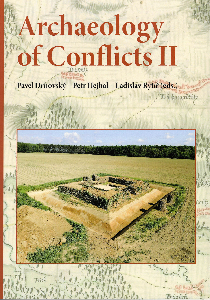 Archaeology
of Conflicts II
Pavel Drnovský Petr Hejhal Ladislav Rytíř (eds.)